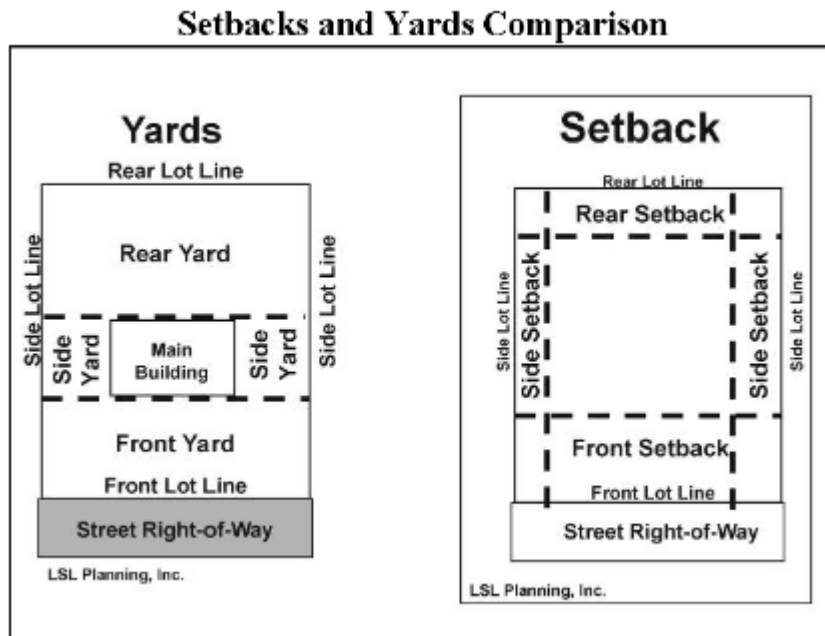 Setbacks and Yards Comparison
Yards
Rear Lot Line
Side Lot Line
Rear Yard
Side Lot Line
Side
Yard
Main
Building
Side
Yard
Front Yard
Front Lot Line
Street Right-of-Way
LSL Planning, Inc.
Setback
Rear Lot Line
Rear Setback
Side Lot Line
Side Setback
Side Setback
Side Lot Line
Front Setback
Front Lot Line
Street Right-of-Way
LSL Planning, Inc.